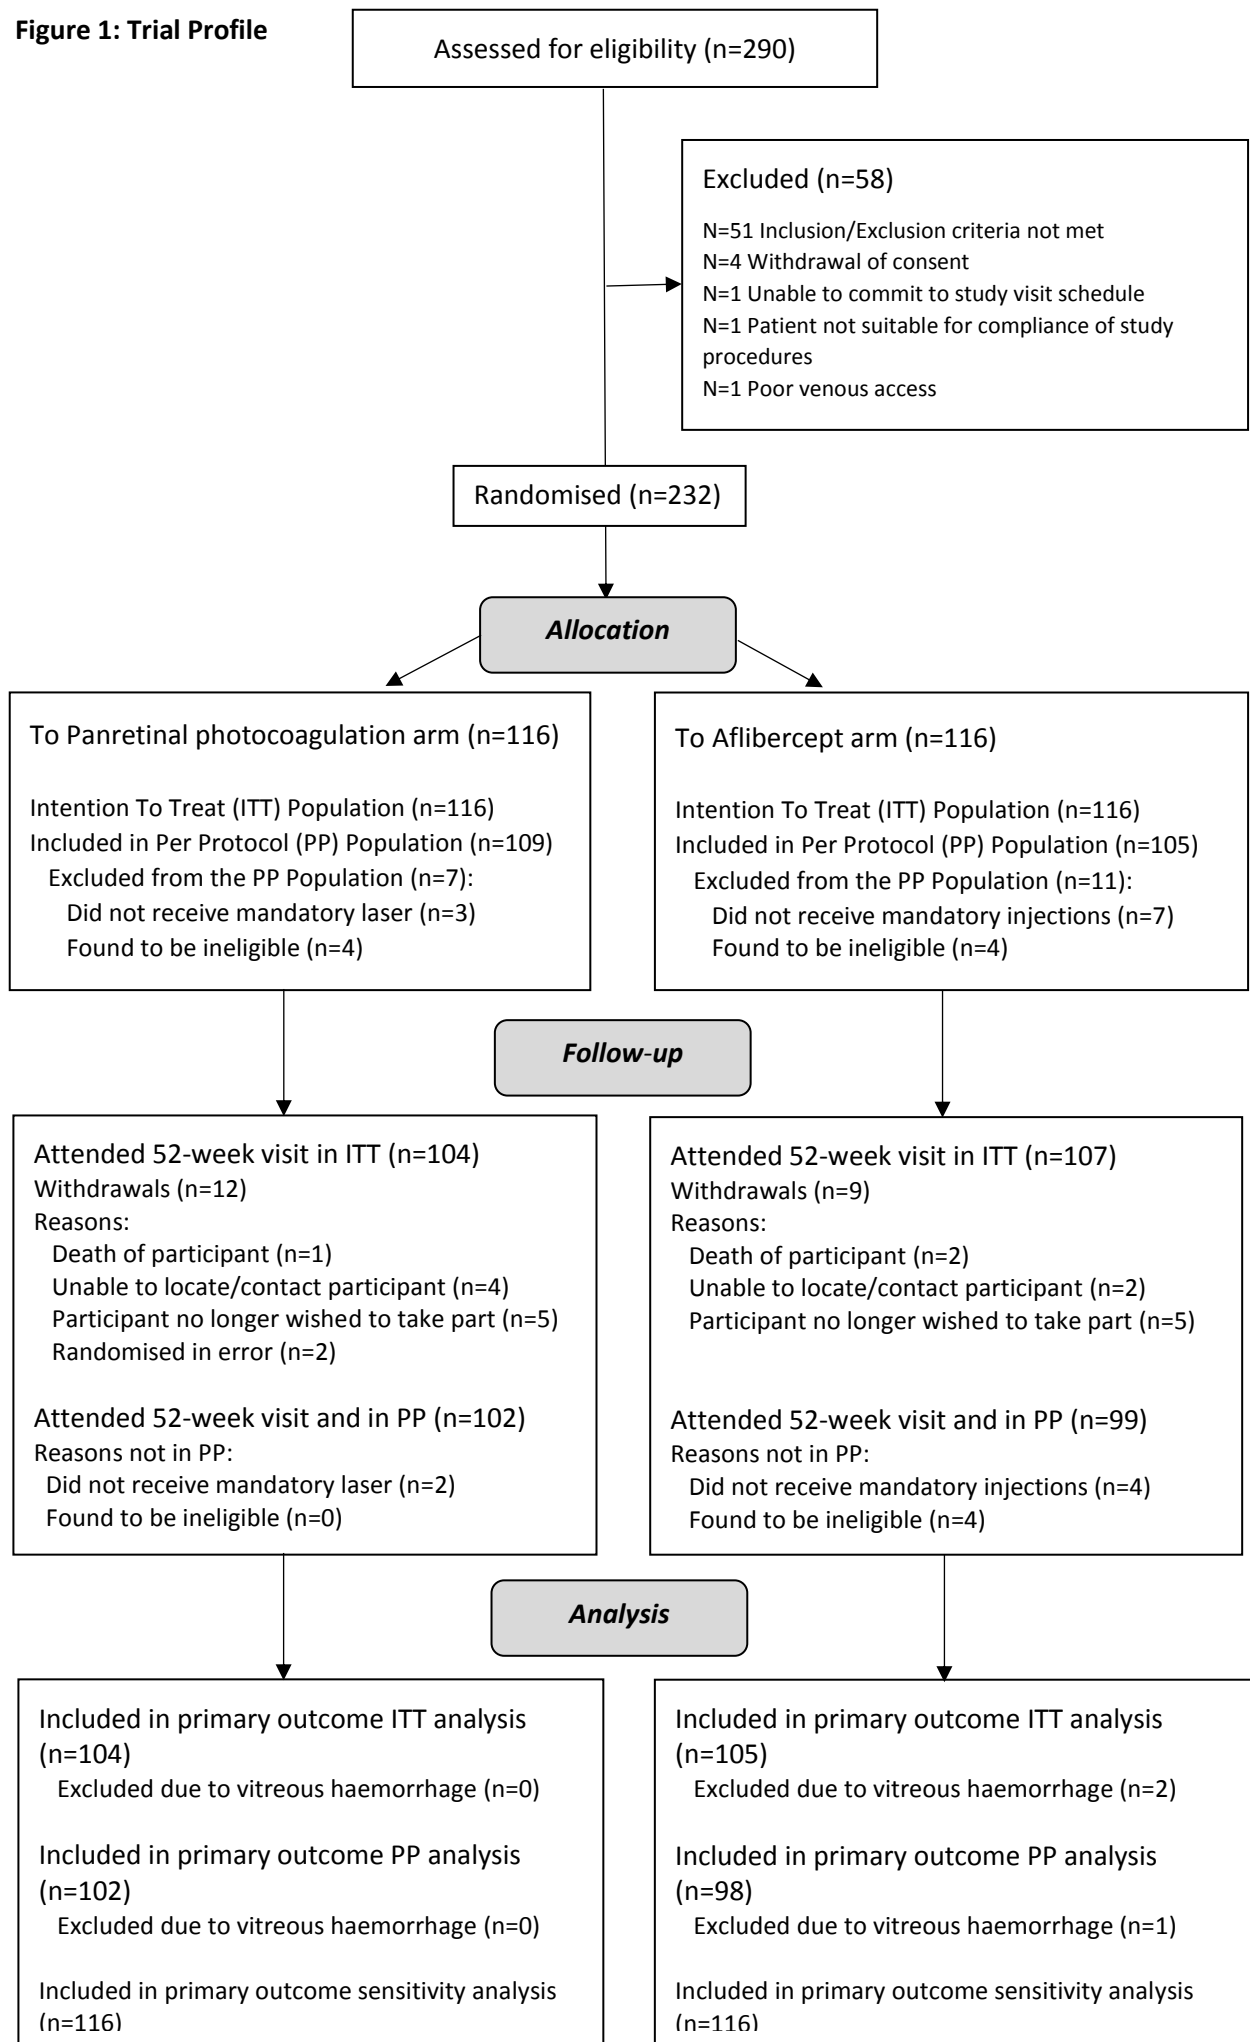 Figure 1: Trial Profile
Assessed for eligibility (n=290)
Excluded (n=58)
N=51 Inclusion/Exclusion criteria not met
N=4 Withdrawal of consent
N=1 Unable to commit to study visit schedule
N=1 Patient not suitable for compliance of study
procedures
N=1 Poor venous access
Randomised (n=232)
Allocation
To Panretinal photocoagulation arm (n=116)
Intention To Treat (ITT) Population (n=116)
Included in Per Protocol (PP) Population (n=109)
Excluded from the PP Population (n=7):
Did not receive mandatory laser (n=3)
Found to be ineligible (n=4)
To Aflibercept arm (n=116)
Intention To Treat (ITT) Population (n=116)
Included in Per Protocol (PP) Population (n=105)
Excluded from the PP Population (n=11):
Did not receive mandatory injections (n=7)
Found to be ineligible (n=4)
Follow-up
Attended 52-week visit in ITT (n=104)
Withdrawals (n=12)
Reasons:
Death of participant (n=1)
Unable to locate/contact participant (n=4)
Participant no longer wished to take part (n=5)
Randomised in error (n=2)
Attended 52-week visit and in PP (n=102)
Reasons not in PP:
Did not receive mandatory laser (n=2)
Found to be ineligible (n=0)
Attended 52-week visit in ITT (n=107)
Withdrawals (n=9)
Reasons:
Death of participant (n=2)
Unable to locate/contact participant (n=2)
Participant no longer wished to take part (n=5)
Attended 52-week visit and in PP (n=99)
Reasons not in PP:
Did not receive mandatory injections (n=4)
Found to be ineligible (n=4)
Analysis
Included in primary outcome ITT analysis
(n=104)
Excluded due to vitreous haemorrhage (n=0)
Included in primary outcome PP analysis
(n=102)
Excluded due to vitreous haemorrhage (n=0)
Included in primary outcome sensitivity analysis
(n=116)
Included in primary outcome ITT analysis
(n=105)
Excluded due to vitreous haemorrhage (n=2)
Included in primary outcome PP analysis
(n=98)
Excluded due to vitreous haemorrhage (n=1)
Included in primary outcome sensitivity analysis
(n=116)